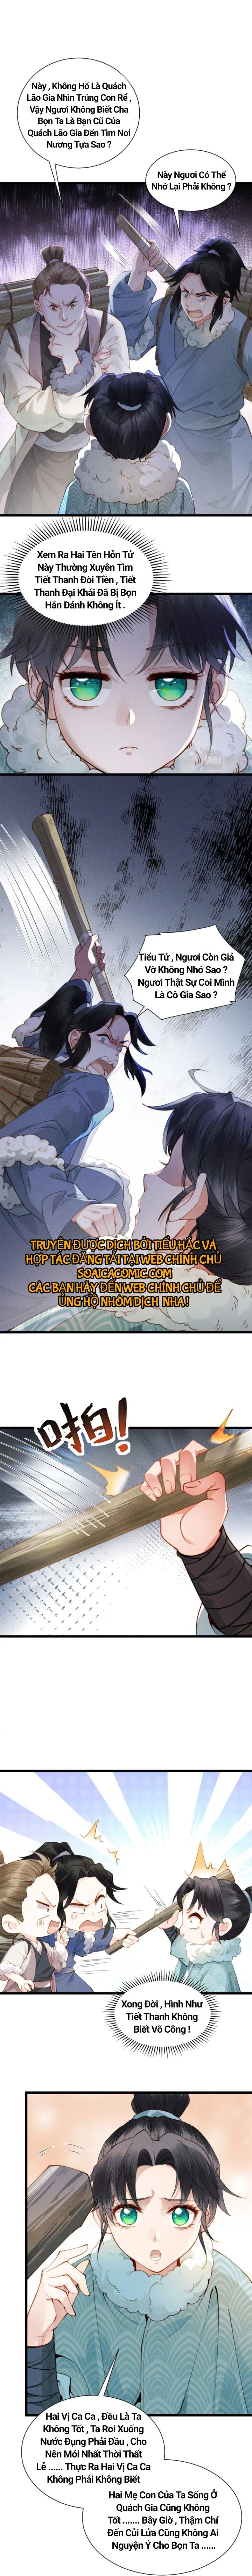 Này , Không Hổ Là Quách
Lão Gia Nhìn Trúng Con Rể ,
Vậy Ngươi Không Biết Cha
Bọn Ta Là Bạn Cũ Của
Quách Lão Gia Đến Tìm Nơi
Nương Tựa Sao ?
Này Ngươi Có Thể
Nhớ Lại Phải Không ?
Xem Ra Hai Tên Hỗn Tử
Này Thường Xuyên Tìm
Tiết Thanh Đòi Tiền , Tiết
Thanh Đại Khái Đã Bị Bọn
Hắn Đánh Không Ít .
Tiểu Tử , Ngươi Còn Giả
Vờ Không Nhớ Sao ?
Ngươi Thật Sự Coi Mình
Là Cô Gia Sao ?
TRUYỆN ĐƯỢC DỊCH BỞI TIỂU HẮC VÀ
HỢP TÁC ĐĂNG TẢI TẠI WEB CHÍNH CHỦ
SOAICACOMIC.COM
CÁC BẠN HÃY ĐẾN WEB CHÍNH CHỦ ĐỂ
ỦNG HỘ NHÓM DỊCH NHA!
啪!
Xong Đời , Hình Như
Tiết Thanh Không
Biết Võ Công !
Hai Vị Ca Ca , Đều Là Ta
Không Tốt , Ta Rơi Xuống
Nước Đụng Phải Đầu , Cho
Nên Mới Nhất Thời Thất
Lễ ...... Thực Ra Hai Vị Ca Ca
Không Phải Không Biết
Hai Mẹ Con Của Ta Sống Ở
Quách Gia Cũng Không
Tốt ....... Bây Giờ , Thậm Chí
Đến Củi Lửa Cũng Không Ai
Nguyện Ý Cho Bọn Ta ......